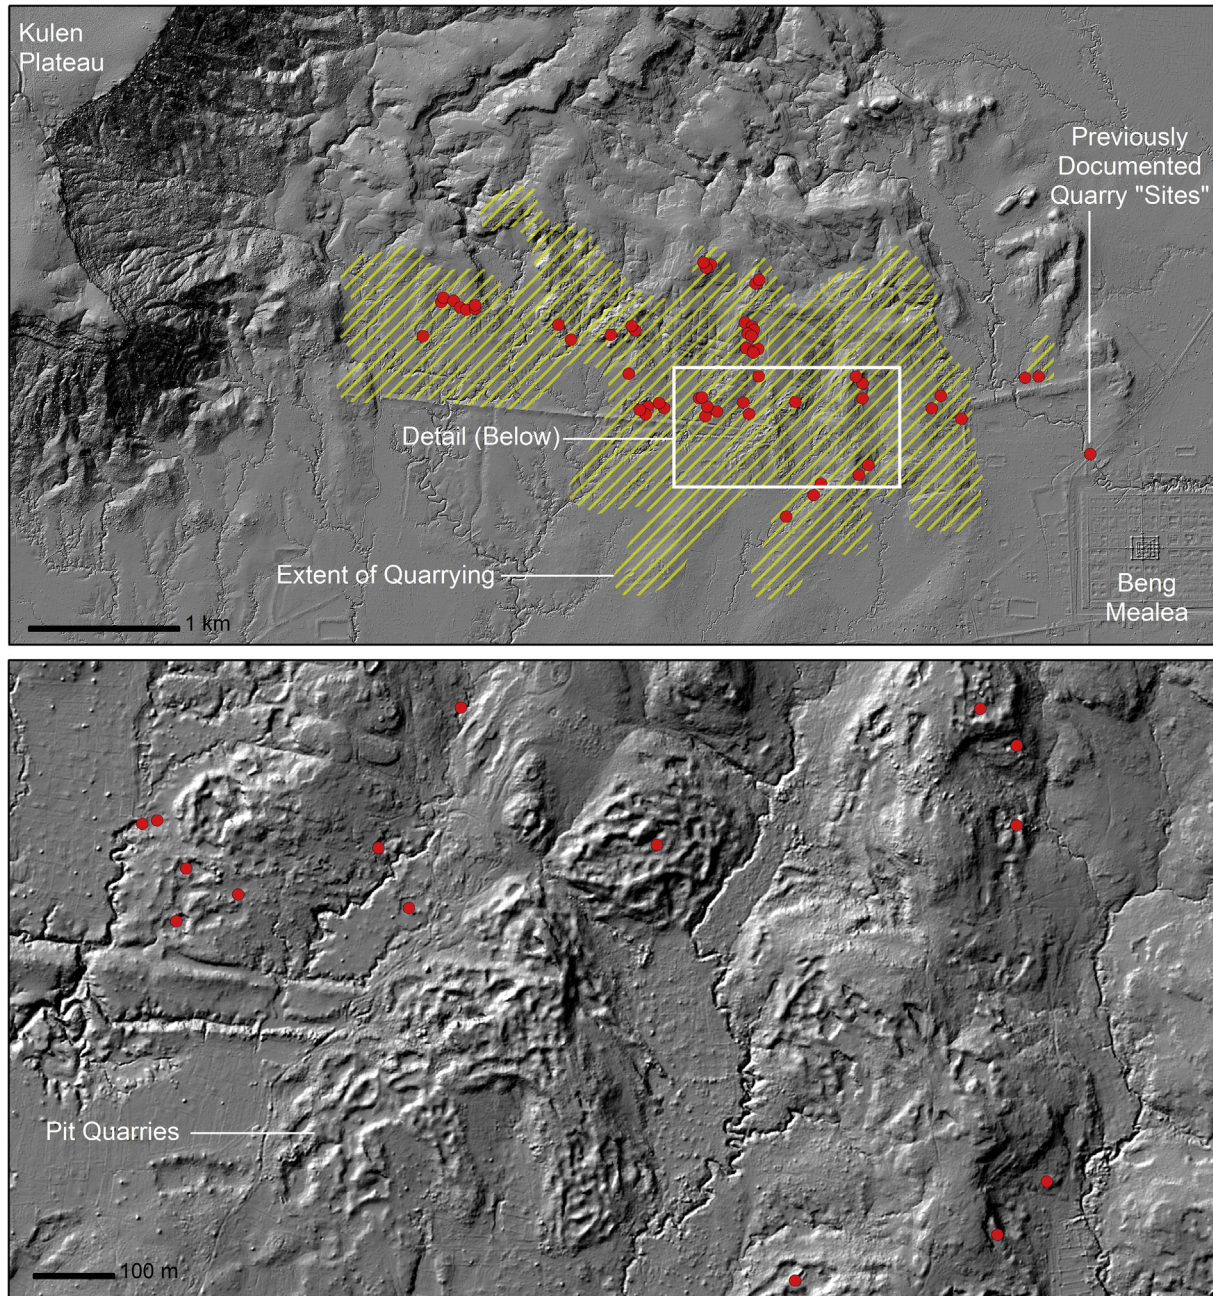 Kulen
Plateau
Previously
Documented
Quarry "Sites"
Detail (Below)
Extent of Quarrying
Beng
Mealea
1 km
Pit Quarries
100 m